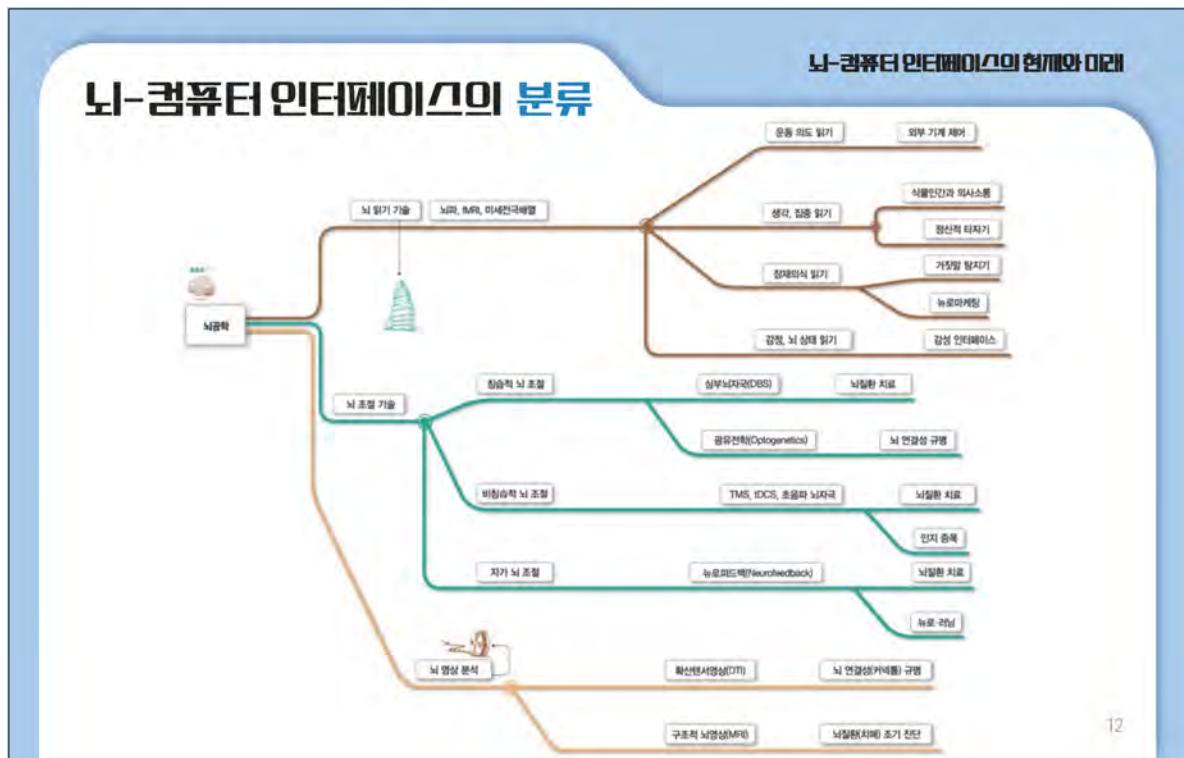 뇌-컴퓨터 인터페이스의 현재와 미래
뇌-컴퓨터 인터페이스의 분류
뇌공학
뇌 읽기 기술
뇌파, fMRI, 미세전극배열
운동 의도 읽기
외부 기계 제어
생각, 집중 읽기
식물인간과 의사소통
정신적 타자기
잠재의식 읽기
거짓말 탐지기
뉴로마케팅
감정, 뇌 상태 읽기
감성 인터페이스
뇌 조절 기술
침습적 뇌 조절
심부뇌자극(DBS)
뇌질환 치료
광유전학(Optogenetics)
뇌 연결성 규명
비침습적 뇌 조절
TMS, tDCS, 초음파 뇌자극
뇌질환 치료
인지 증폭
자가 뇌 조절
뉴로피드백(Neurofeedback)
뇌질환 치료
뉴로-러닝
뇌 영상 분석
확산텐서영상(DTI)
뇌 연결성(커넥톰) 규명
구조적 뇌영상(MRI)
뇌질환(치매) 조기 진단
12